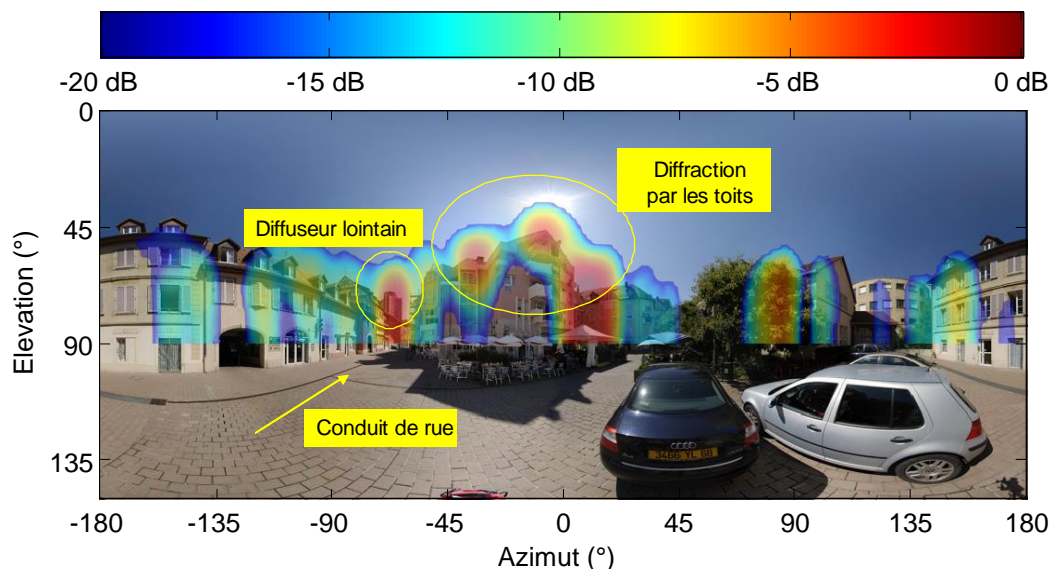 -20 dB -15 dB -10 dB -5 dB 0 dB
0
45
90
135
Elevation (°)
Diffraction
par les toits
Diffuseur lointain
Conduit de rue
-180 -135 -90 -45 0 45 90 135 180
Azimut (°)